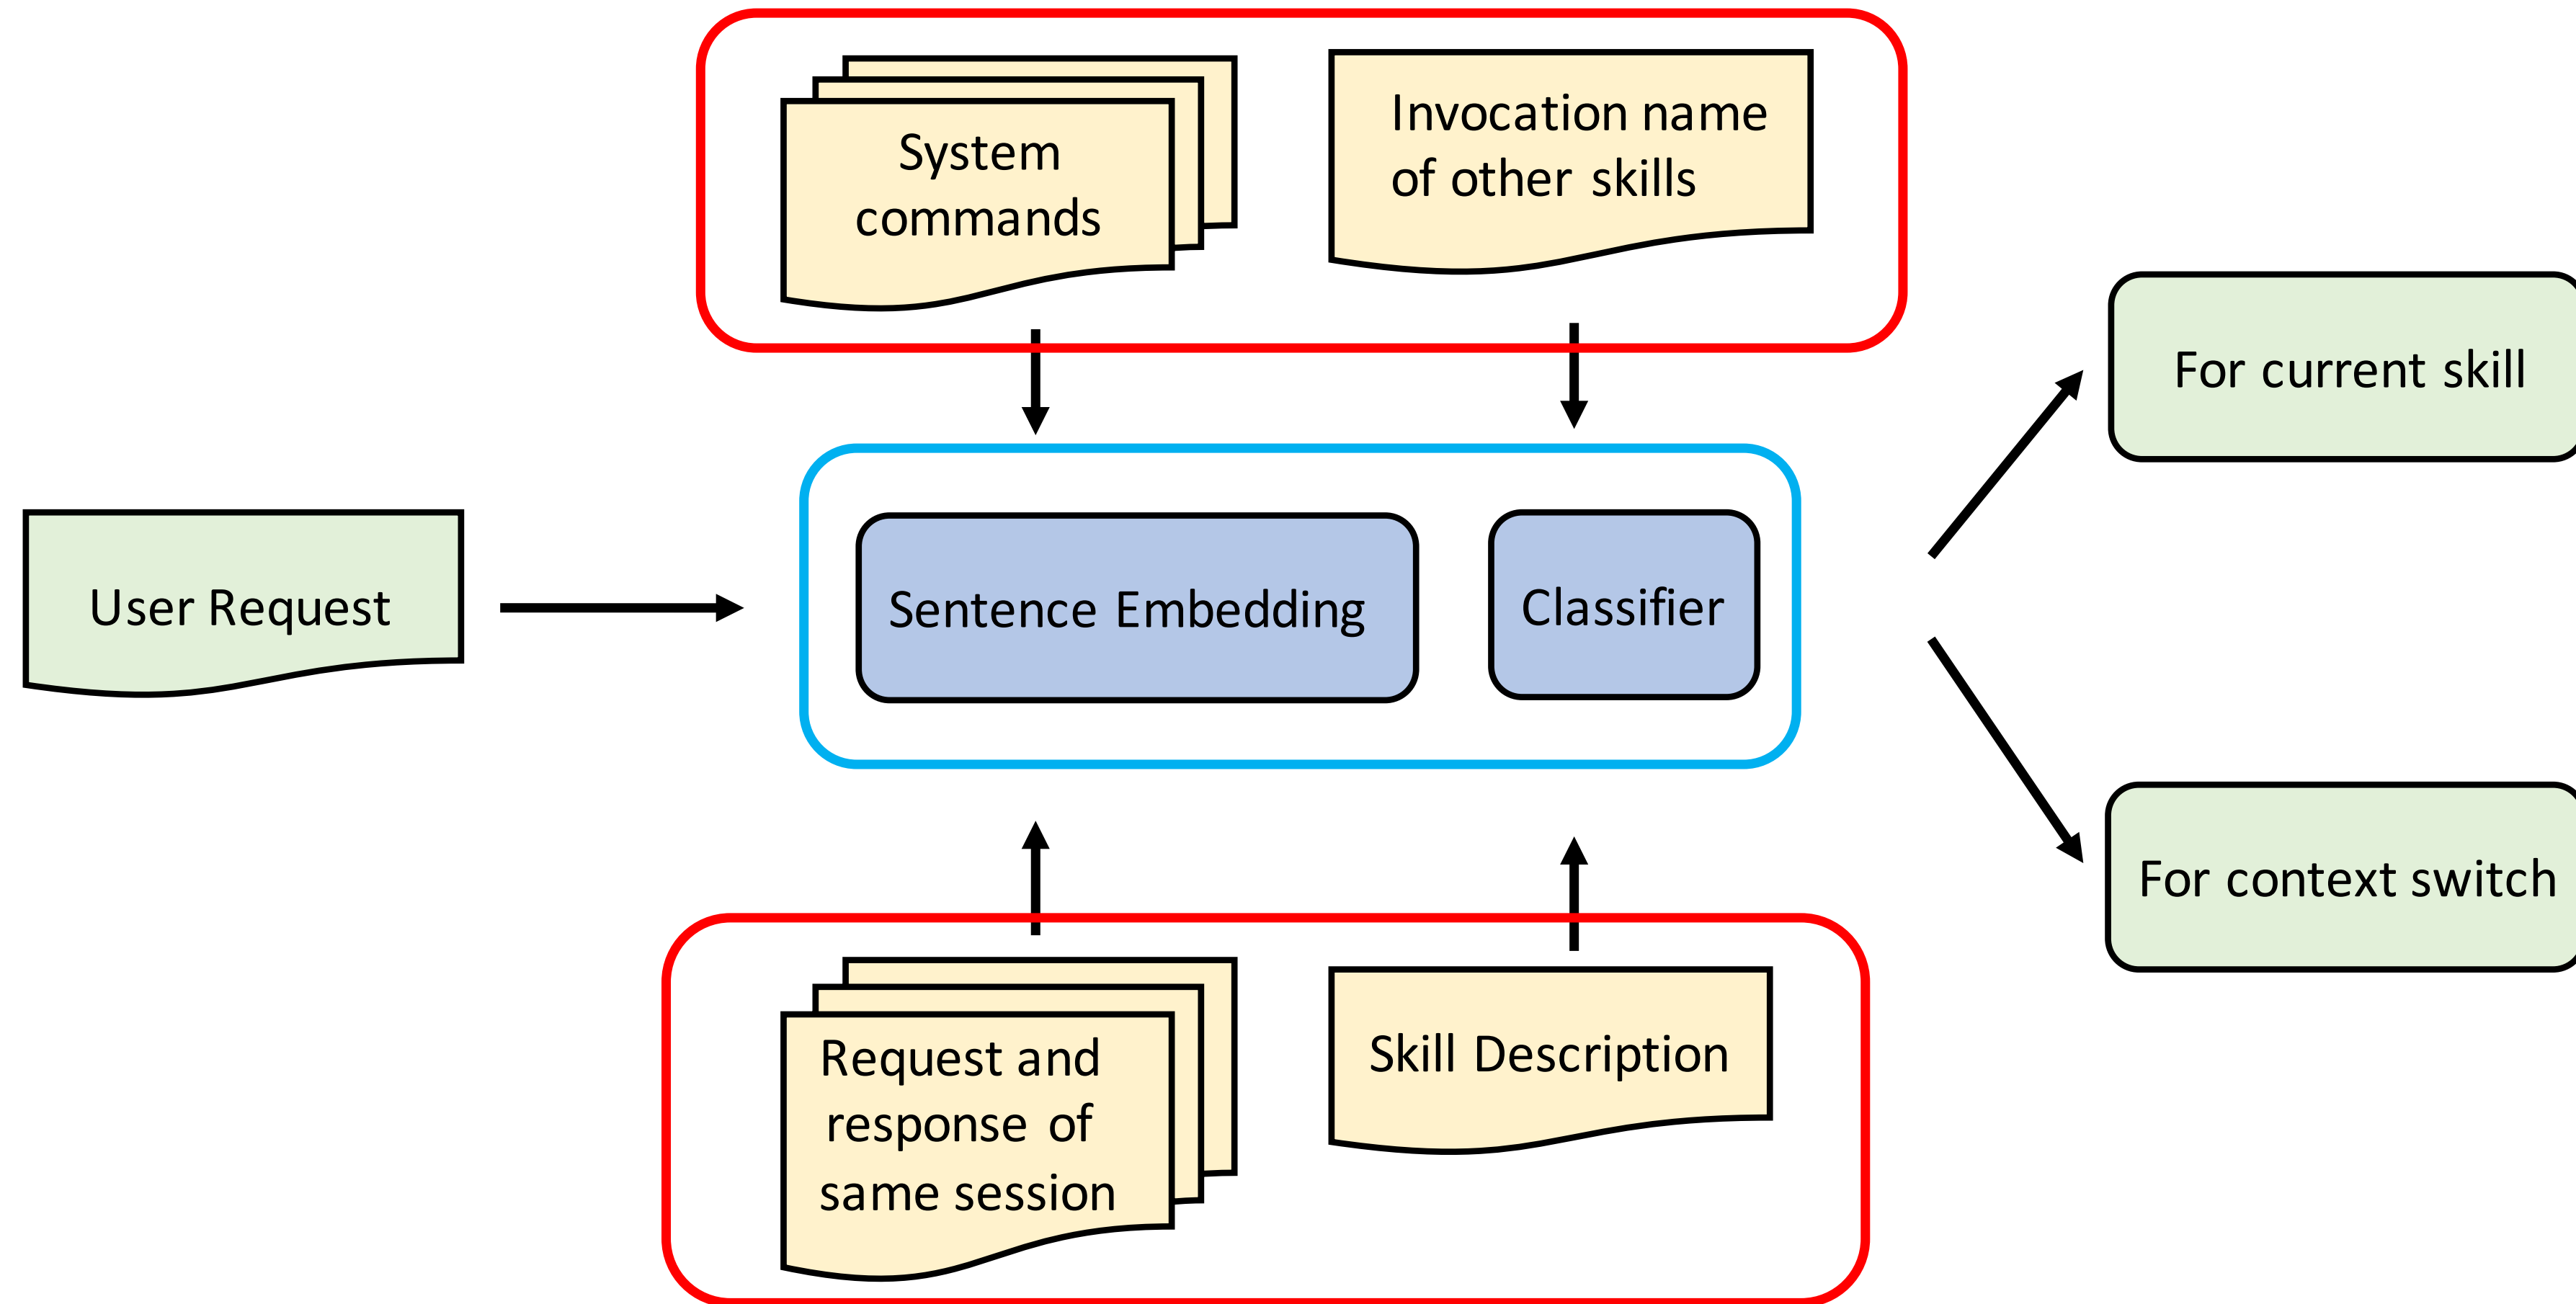 System
commands
Invocation name
of other skills
For current skill
User Request
Sentence Embedding
Classifier
For context switch
Request and
response of
same session
Skill Description